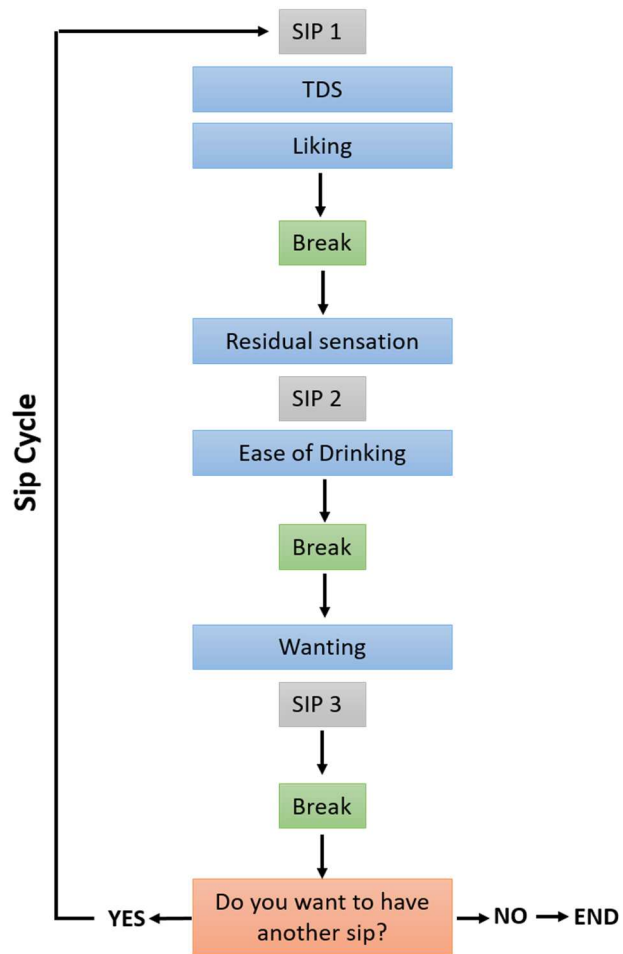 SIP 1
TDS
Liking
Break
Residual sensation
SIP 2
Ease of Drinking
Break
Wanting
SIP 3
Break
Do you want to have
another sip?
YES
NO
END
Sip Cycle